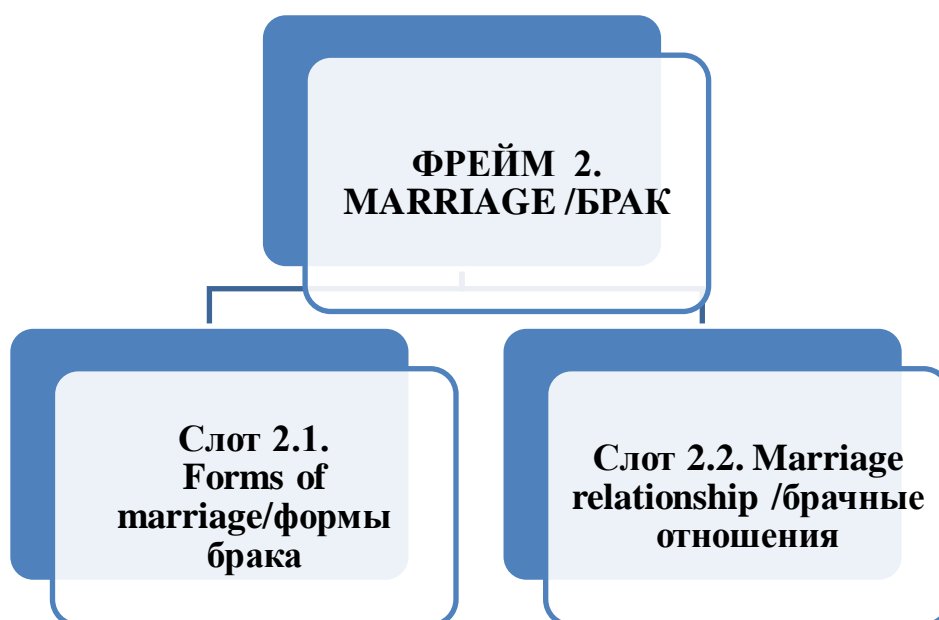 ФРЕЙМ 2.
MARRIAGE /БРАК
Слот 2.1.
Forms of
marriage/формы
брака
Слот 2.2. Marriage
relationship /брачные
отношения